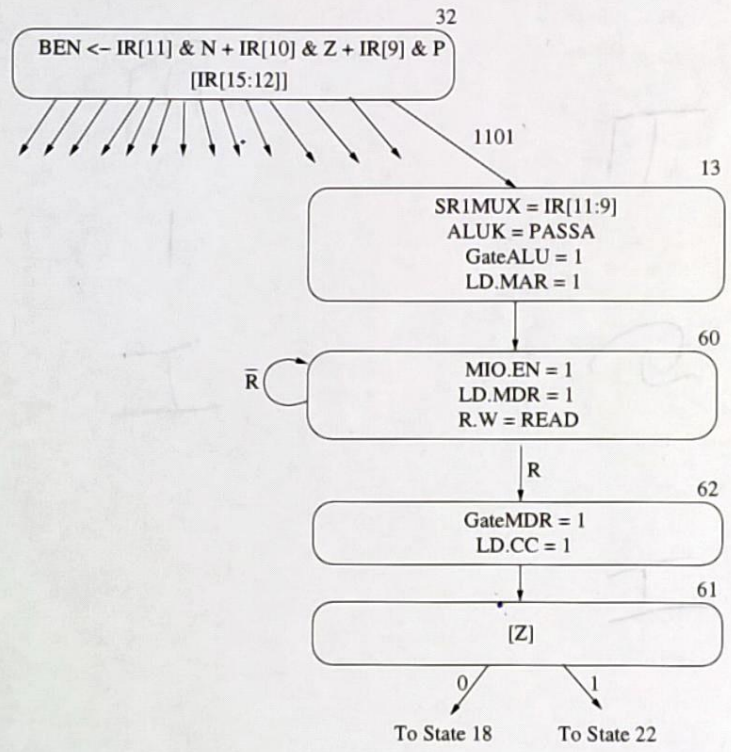 32
BEN <- IR[11] & N + IR[10] & Z + IR[9] & P
[IR[15:12]]
1101
13
SR1MUX = IR[11:9]
ALUK = PASSA
GateALU = 1
LD.MAR = 1
60
R̅
MIO.EN = 1
LD.MDR = 1
R.W = READ
R
62
GateMDR = 1
LD.CC = 1
61
[Z]
0 1
To State 18 To State 22